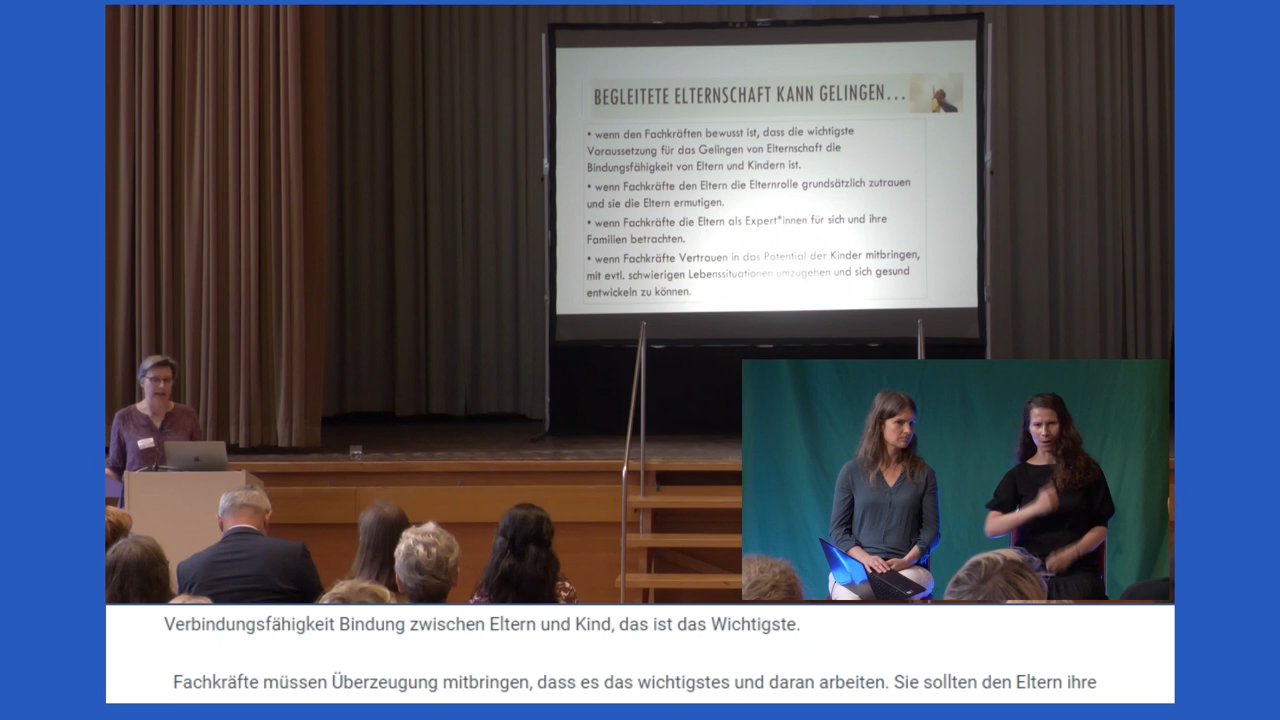 BEGLEITETE ELTERNSCHAFT KANN GELINGEN...
• wenn den Fachkräften bewusst ist, dass die wichtigste
Voraussetzung für das Gelingen von Elternschaft die
Bindungsfähigkeit von Eltern und Kindern ist.
• wenn Fachkräfte den Eltern die Elternrolle grundsätzlich zutrauen
und sie die Eltern ermutigen.
• wenn Fachkräfte die Eltern als Expert*innen für sich und ihre
Familien betrachten.
• wenn Fachkräfte Vertrauen in das Potential der Kinder mitbringen,
mit evtl. schwierigen Lebenssituationen umzugehen und sich gesund
entwickeln zu können.
Verbindungsfähigkeit Bindung zwischen Eltern und Kind, das ist das Wichtigste.
Fachkräfte müssen Überzeugung mitbringen, dass es das wichtigstes und daran arbeiten. Sie sollten den Eltern ihre